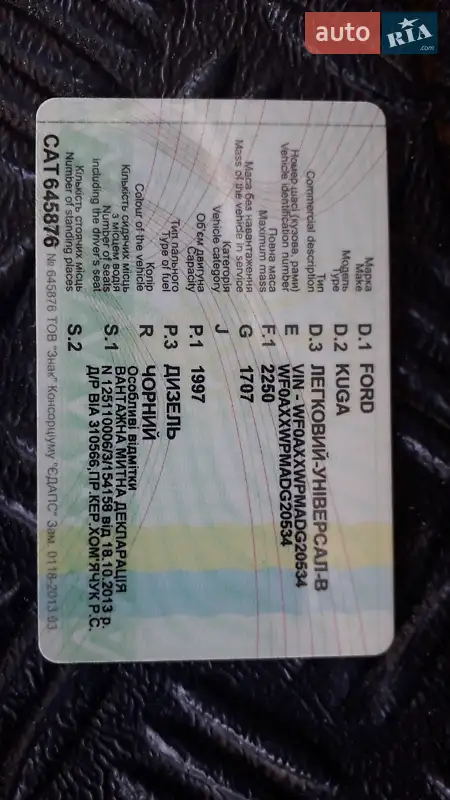 auto RIA
.com
Марка
Make D.1 FORD
Модель
Type D.2 KUGA
Тип
Commercial description D.3 ЛЕГКОВИЙ-УНІВЕРСАЛ-B
Номер шасі (кузова, рами)
Vehicle identification number E VIN - WF0AXXWPMADG20534
WF0AXXWPMADG20534
Повна маса
Maximum mass F.1 2250
Маса без навантаження
Mass of the vehicle in service G 1707
Категорія
Vehicle category J
Об'єм двигуна
Capacity P.1 1997
Тип пального
Type of fuel P.3 ДИЗЕЛЬ
Колір
Colour of the vehicle R ЧОРНИЙ
Кількість сидячих місць
з місцем водія
Number of seats
including the driver's seat S.1
Кількість стоячих місць
Number of standing places S.2
Особливі відмітки
ВАНТАЖНА МИТНА ДЕКЛАРАЦІЯ
N 125110006/3/154158 від 18.10.2013 р.
Д/Р ВІА 310566,ПР.КЕР.ХОМ'ЯЧУК Р.С.
САТ645876 № 645876 ТОВ "Знак" Консорціуму "ЄДАПС" Зам. 0118-2013.03.